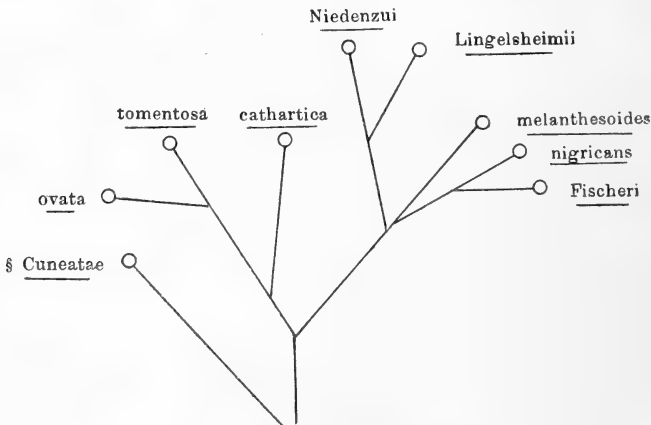 Niedenzui
Lingelsheimii
tomentosa
cathartica
melanthesoides
nigricans
ovata
Fischeri
§ Cuneatae